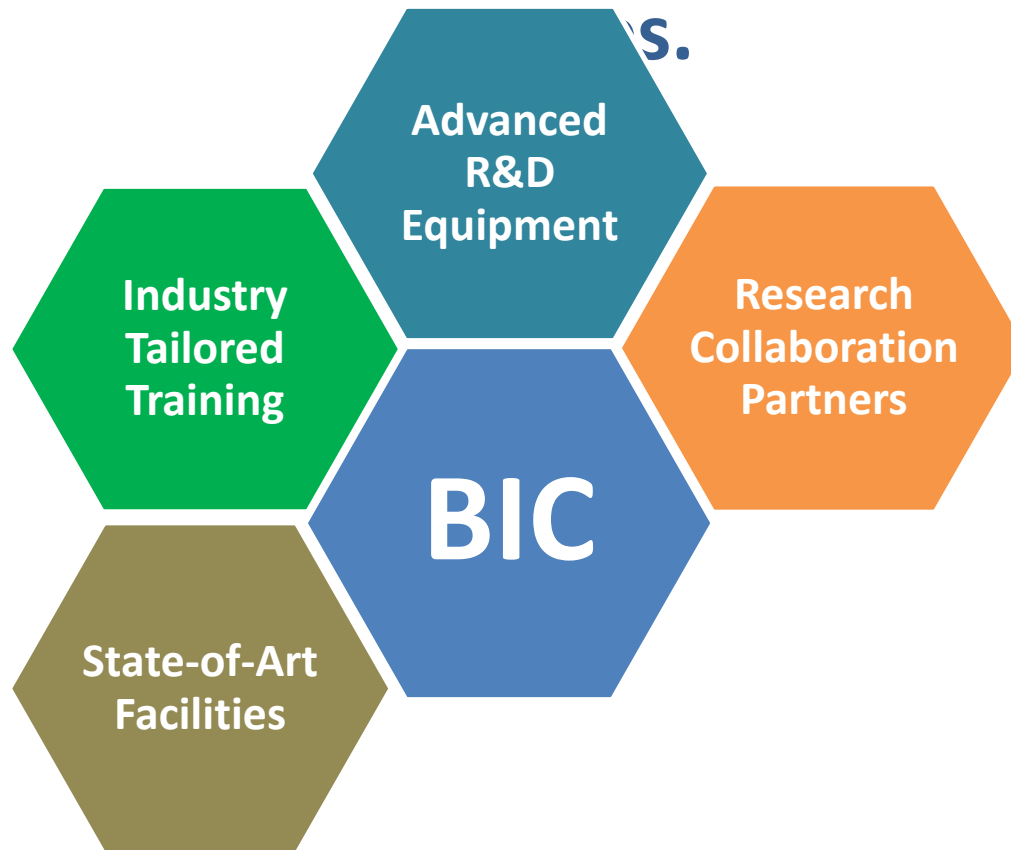 Advanced
R&D
Equipment
Industry
Tailored
Training
Research
Collaboration
Partners
BIC
State-of-Art
Facilities